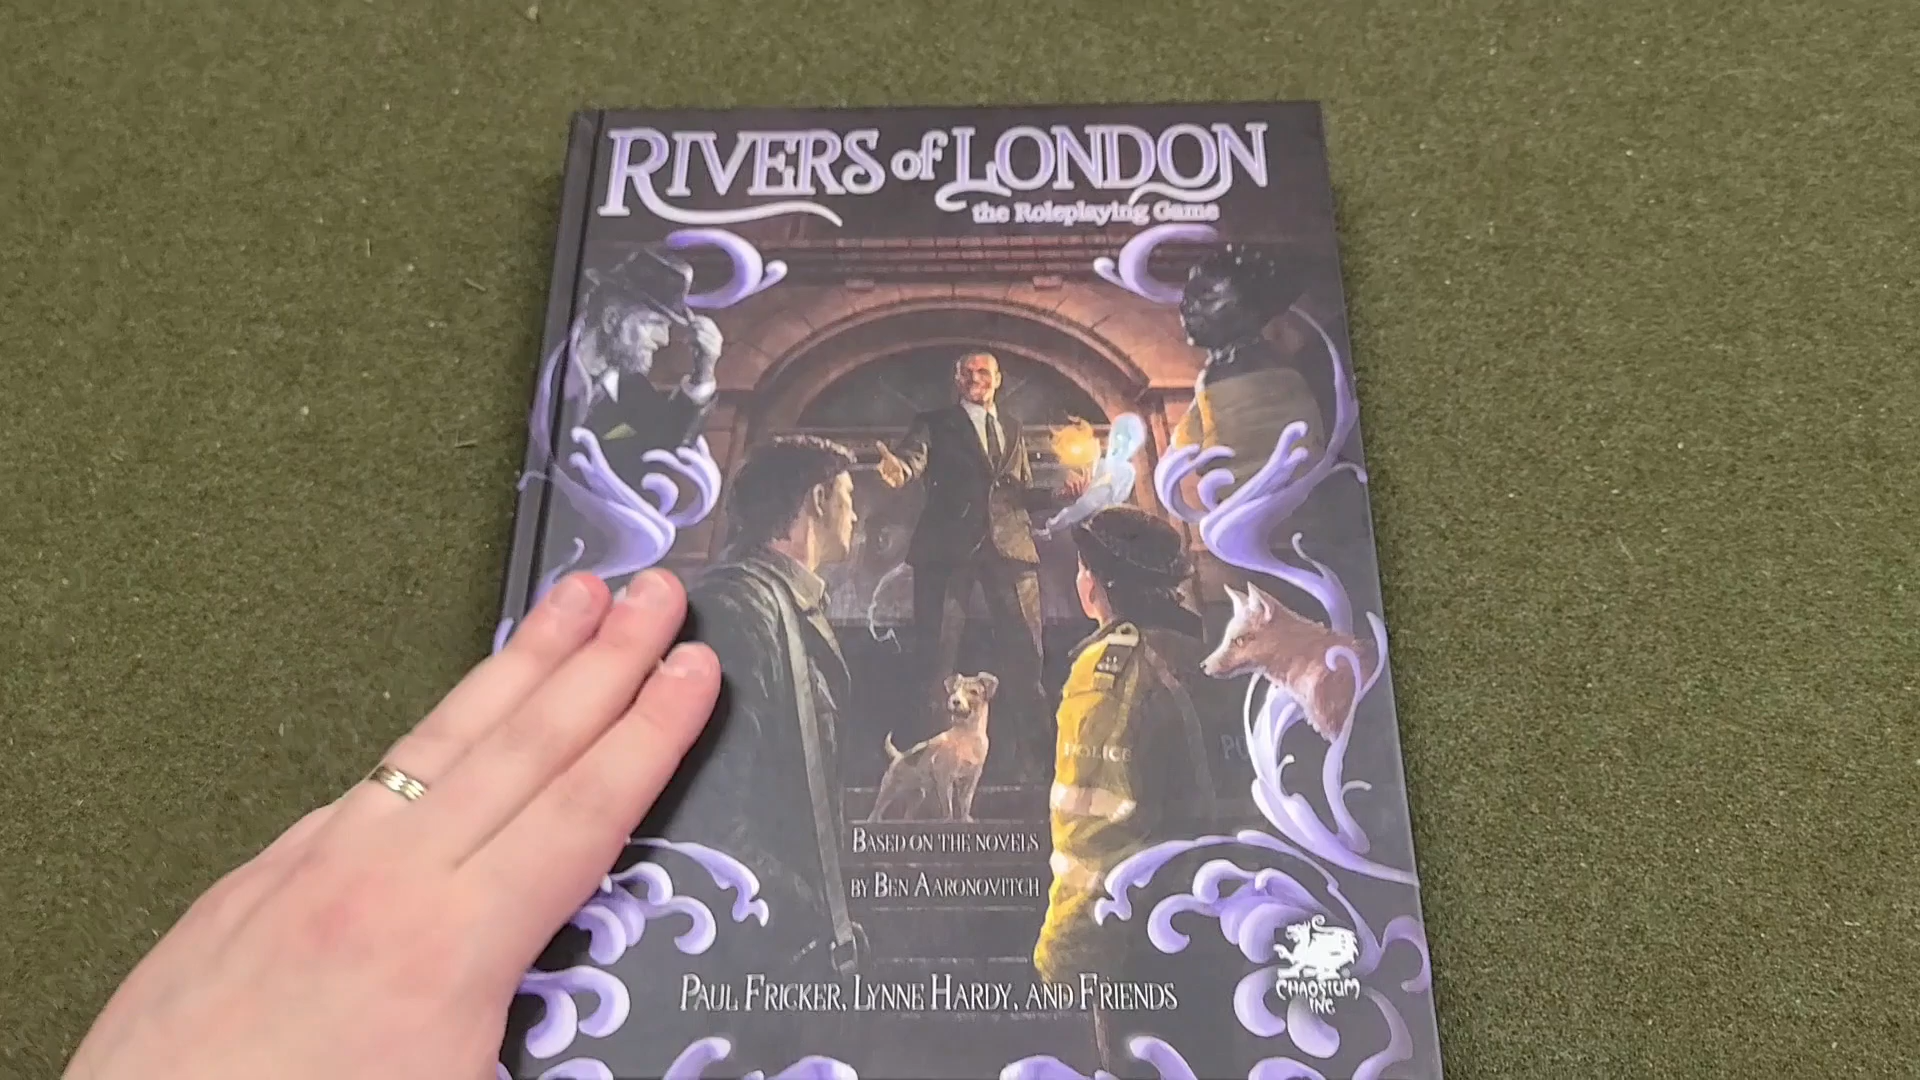 RIVERS of LONDON
the Roleplaying Game
POLICE
PO
BASED ON THE NOVELS
BY BEN AARONOVITCH
PAUL FRICKER, LYNNE HARDY, AND FRIENDS
CHAOSIUM
INC